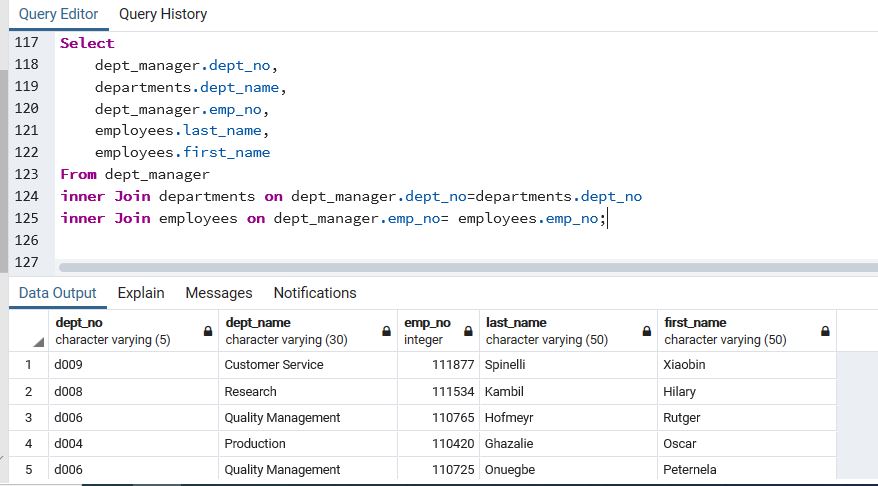 Query Editor Query History
117 Select
118 dept_manager.dept_no,
119 departments.dept_name,
120 dept_manager.emp_no,
121 employees.last_name,
122 employees.first_name
123 From dept_manager
124 inner Join departments on dept_manager.dept_no=departments.dept_no
125 inner Join employees on dept_manager.emp_no= employees.emp_no;
126
127
Data Output Explain Messages Notifications
dept_no dept_name emp_no last_name first_name
character varying (5) character varying (30) integer character varying (50) character varying (50)
1 d009 Customer Service 111877 Spinelli Xiaobin
2 d008 Research 111534 Kambil Hilary
3 d006 Quality Management 110765 Hofmeyr Rutger
4 d004 Production 110420 Ghazalie Oscar
5 d006 Quality Management 110725 Onuegbe Peternela